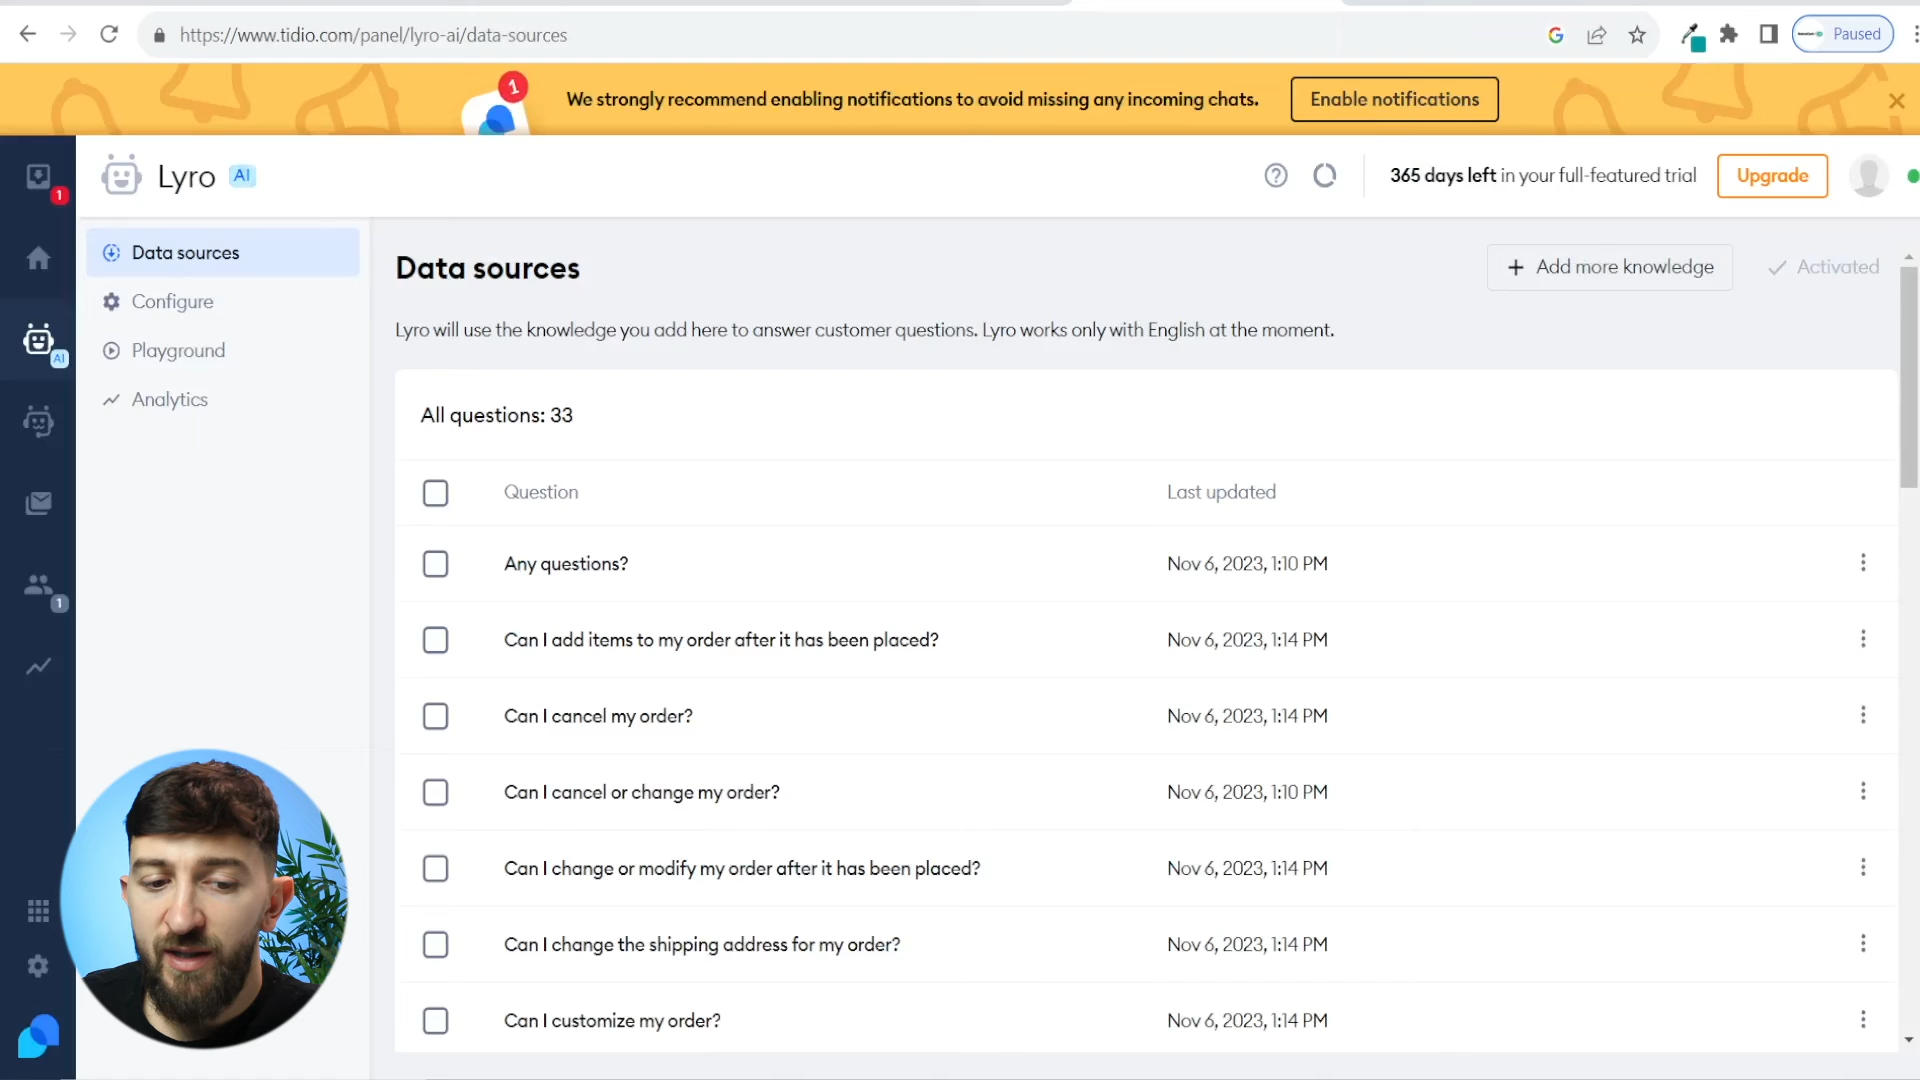 https://www.tidio.com/panel/lyro-ai/data-sources
Paused
1
We strongly recommend enabling notifications to avoid missing any incoming chats.
Enable notifications
1
Lyro AI
365 days left in your full-featured trial
Upgrade
Data sources
Configure
Playground
Analytics
AI
1
Data sources
Add more knowledge
Activated
Lyro will use the knowledge you add here to answer customer questions. Lyro works only with English at the moment.
All questions: 33
Question Last updated
Any questions? Nov 6, 2023, 1:10 PM
Can I add items to my order after it has been placed? Nov 6, 2023, 1:14 PM
Can I cancel my order? Nov 6, 2023, 1:14 PM
Can I cancel or change my order? Nov 6, 2023, 1:10 PM
Can I change or modify my order after it has been placed? Nov 6, 2023, 1:14 PM
Can I change the shipping address for my order? Nov 6, 2023, 1:14 PM
Can I customize my order? Nov 6, 2023, 1:14 PM